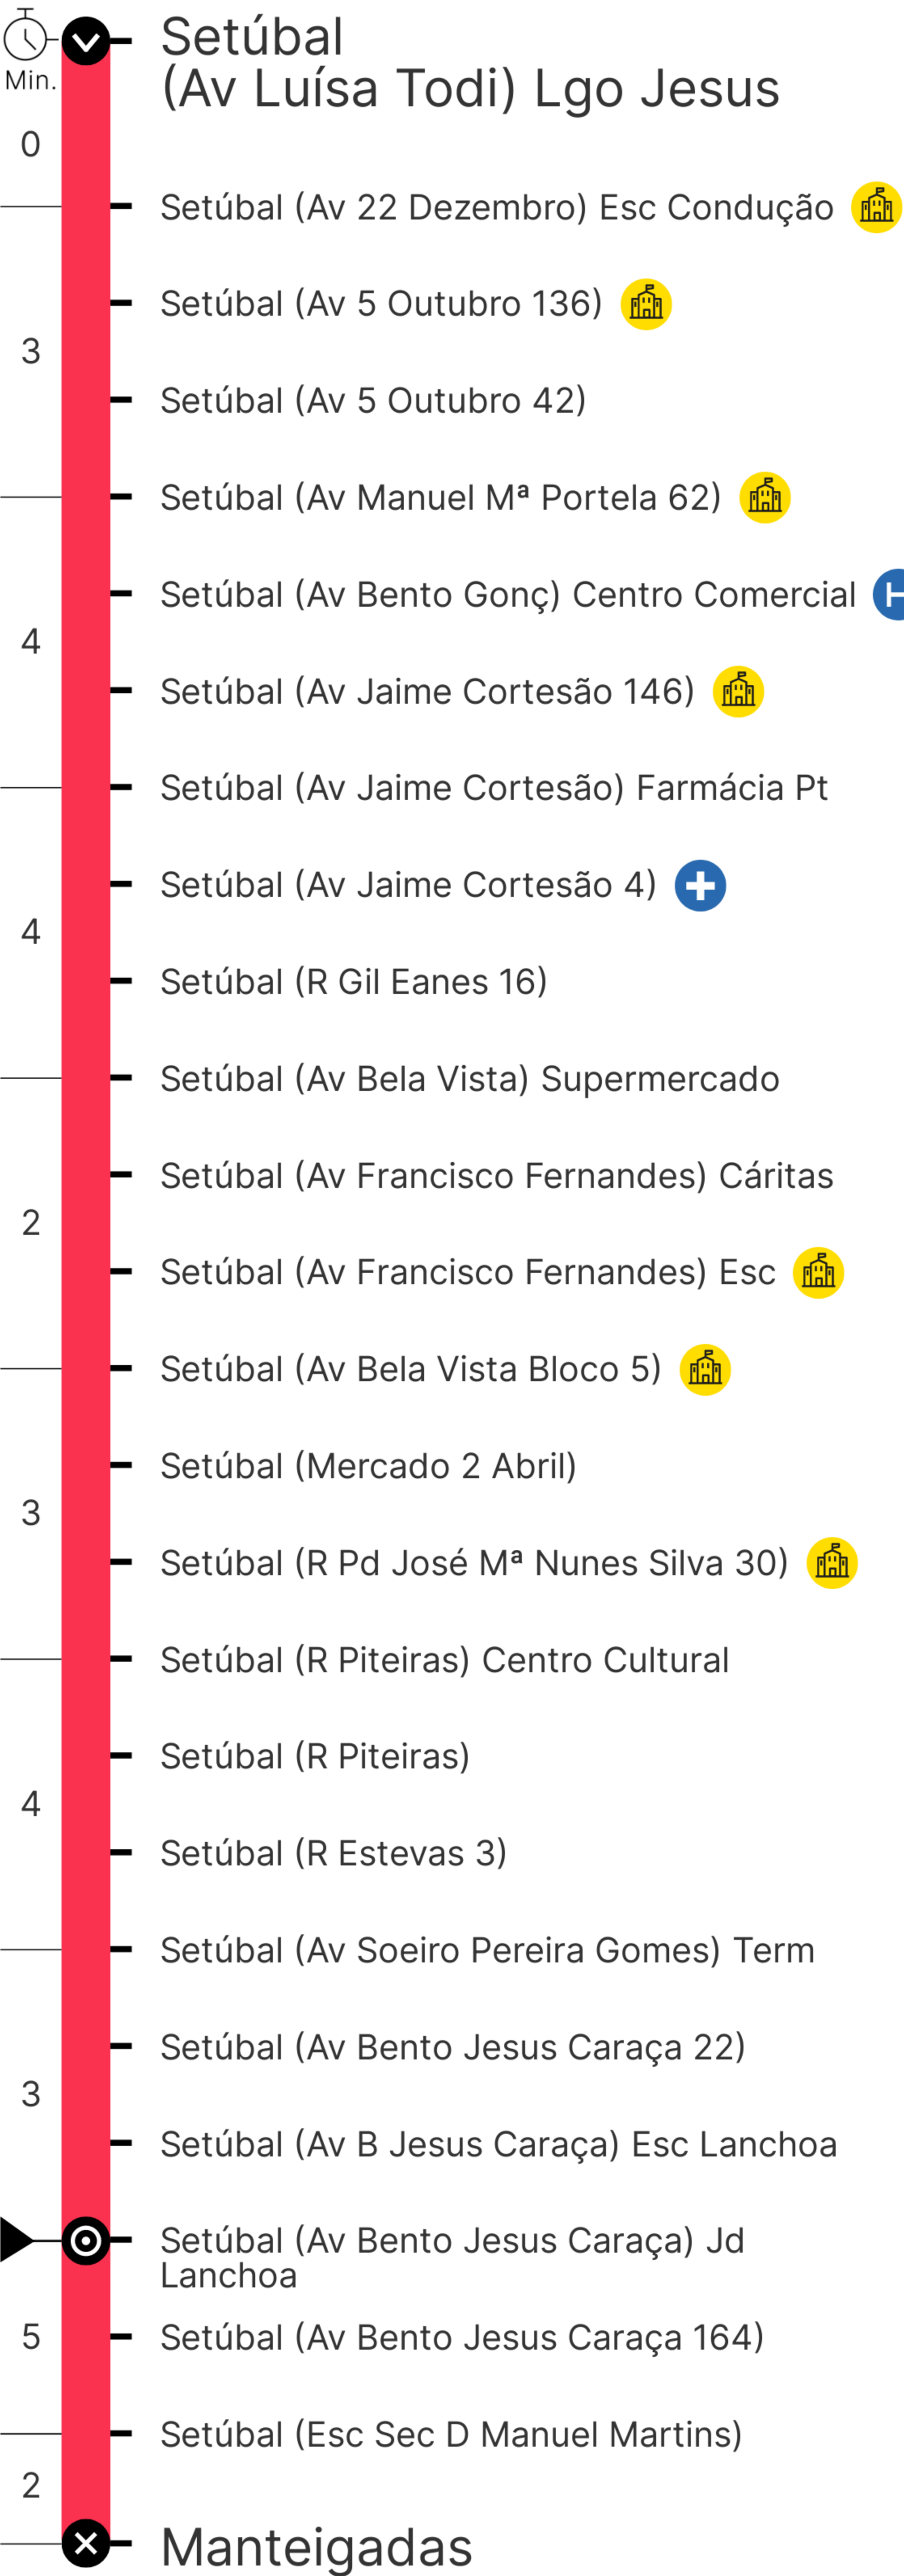 Min.
Setúbal
(Av Luísa Todi) Lgo Jesus
0
Setúbal (Av 22 Dezembro) Esc Condução
Setúbal (Av 5 Outubro 136)
3
Setúbal (Av 5 Outubro 42)
Setúbal (Av Manuel Mª Portela 62)
Setúbal (Av Bento Gonç) Centro Comercial H
4
Setúbal (Av Jaime Cortesão 146)
Setúbal (Av Jaime Cortesão) Farmácia Pt
Setúbal (Av Jaime Cortesão 4)
4
Setúbal (R Gil Eanes 16)
Setúbal (Av Bela Vista) Supermercado
Setúbal (Av Francisco Fernandes) Cáritas
2
Setúbal (Av Francisco Fernandes) Esc
Setúbal (Av Bela Vista Bloco 5)
Setúbal (Mercado 2 Abril)
3
Setúbal (R Pd José Mª Nunes Silva 30)
Setúbal (R Piteiras) Centro Cultural
Setúbal (R Piteiras)
4
Setúbal (R Estevas 3)
Setúbal (Av Soeiro Pereira Gomes) Term
Setúbal (Av Bento Jesus Caraça 22)
3
Setúbal (Av B Jesus Caraça) Esc Lanchoa
Setúbal (Av Bento Jesus Caraça) Jd
Lanchoa
5
Setúbal (Av Bento Jesus Caraça 164)
Setúbal (Esc Sec D Manuel Martins)
2
Manteigadas